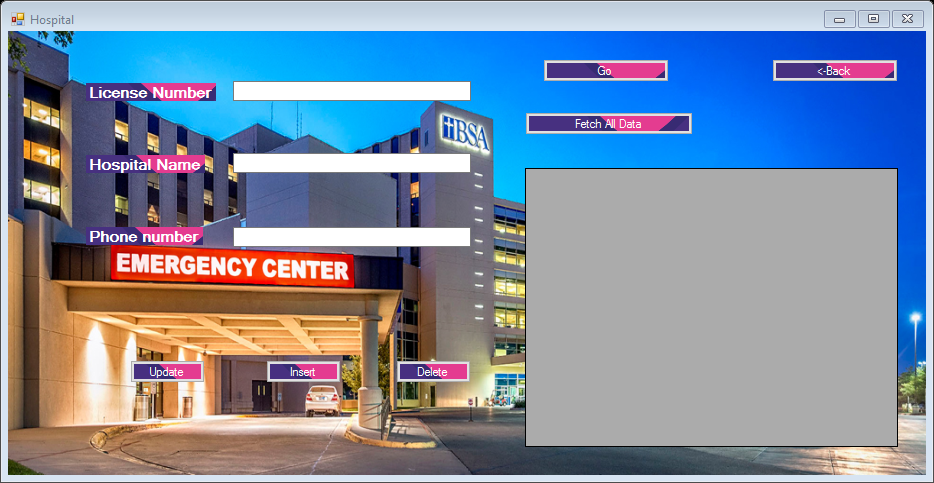 Hospital
Go
<-Back
License Number
Fetch All Data
BSA
Hospital Name
Phone number
EMERGENCY CENTER
Update
Insert
Delete